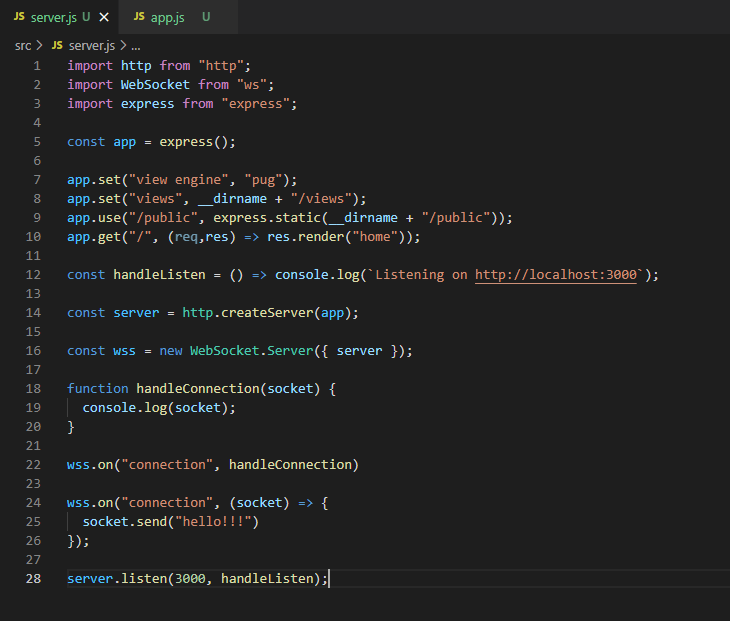 JS server.js U × JS app.js U
src > JS server.js > ...
1 import http from "http";
2 import WebSocket from "ws";
3 import express from "express";
4
5 const app = express();
6
7 app.set("view engine", "pug");
8 app.set("views", __dirname + "/views");
9 app.use("/public", express.static(__dirname + "/public"));
10 app.get("/", (req,res) => res.render("home"));
11
12 const handleListen = () => console.log(`Listening on http://localhost:3000`);
13
14 const server = http.createServer(app);
15
16 const wss = new WebSocket.Server({ server });
17
18 function handleConnection(socket) {
19   console.log(socket);
20 }
21
22 wss.on("connection", handleConnection)
23
24 wss.on("connection", (socket) => {
25   socket.send("hello!!!")
26 });
27
28 server.listen(3000, handleListen);